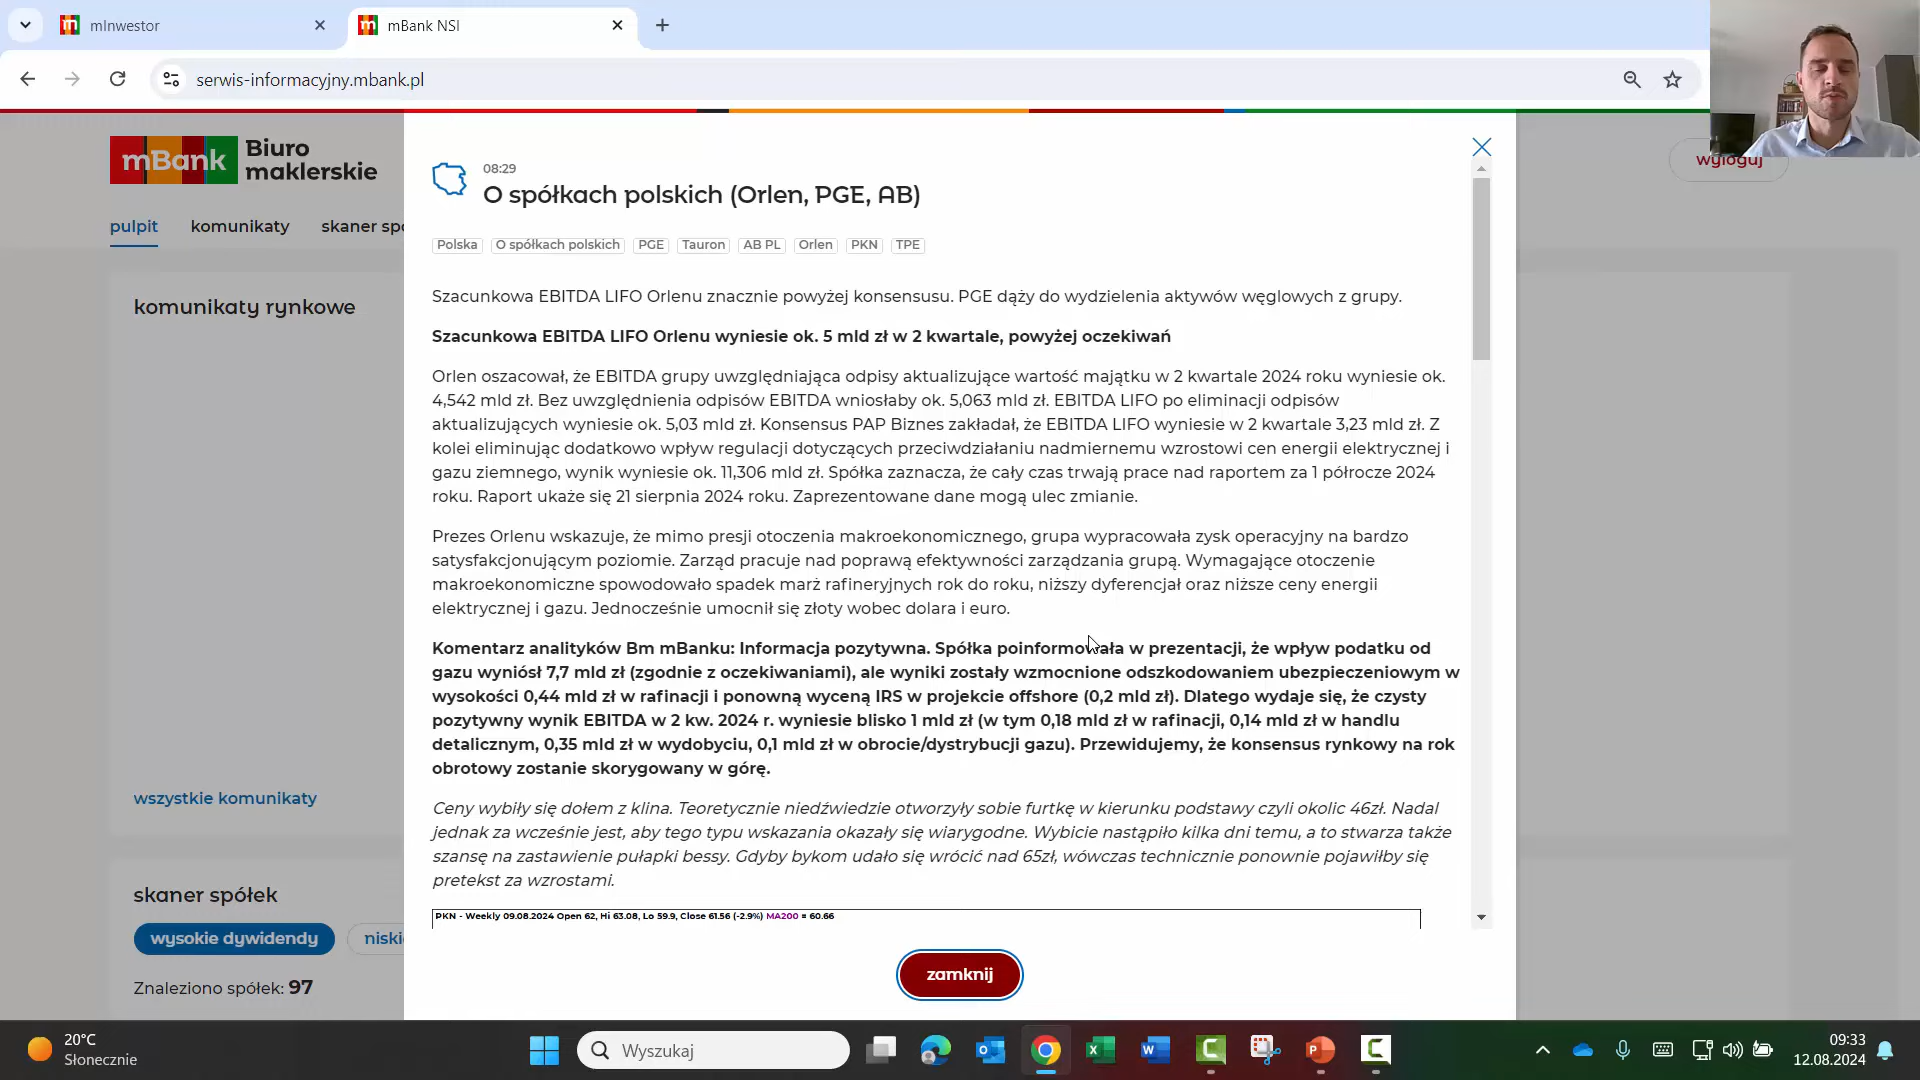 mInwestor
mBank NSI
serwis-informacyjny.mbank.pl
mBank Biuro maklerskie
wyloguj
pulpit komunikaty skaner spó
komunikaty rynkowe
wszystkie komunikaty
skaner spółek
wysokie dywidendy niski
Znaleziono spółek: 97
08:29
O spółkach polskich (Orlen, PGE, AB)
Polska O spółkach polskich PGE Tauron AB PL Orlen PKN TPE
Szacunkowa EBITDA LIFO Orlenu znacznie powyżej konsensusu. PGE dąży do wydzielenia aktywów węglowych z grupy.
Szacunkowa EBITDA LIFO Orlenu wyniesie ok. 5 mld zł w 2 kwartale, powyżej oczekiwań
Orlen oszacował, że EBITDA grupy uwzględniająca odpisy aktualizujące wartość majątku w 2 kwartale 2024 roku wyniesie ok.
4,542 mld zł. Bez uwzględnienia odpisów EBITDA wniosłaby ok. 5,063 mld zł. EBITDA LIFO po eliminacji odpisów
aktualizujących wyniesie ok. 5,03 mld zł. Konsensus PAP Biznes zakładał, że EBITDA LIFO wyniesie w 2 kwartale 3,23 mld zł. Z
kolei eliminując dodatkowo wpływ regulacji dotyczących przeciwdziałaniu nadmiernemu wzrostowi cen energii elektrycznej i
gazu ziemnego, wynik wyniesie ok. 11,306 mld zł. Spółka zaznacza, że cały czas trwają prace nad raportem za 1 półrocze 2024
roku. Raport ukaże się 21 sierpnia 2024 roku. Zaprezentowane dane mogą ulec zmianie.
Prezes Orlenu wskazuje, że mimo presji otoczenia makroekonomicznego, grupa wypracowała zysk operacyjny na bardzo
satysfakcjonującym poziomie. Zarząd pracuje nad poprawą efektywności zarządzania grupą. Wymagające otoczenie
makroekonomiczne spowodowało spadek marż rafineryjnych rok do roku, niższy dyferencjał oraz niższe ceny energii
elektrycznej i gazu. Jednocześnie umocnił się złoty wobec dolara i euro.
Komentarz analityków Bm mBanku: Informacja pozytywna. Spółka poinformowała w prezentacji, że wpływ podatku od
gazu wyniósł 7,7 mld zł (zgodnie z oczekiwaniami), ale wyniki zostały wzmocnione odszkodowaniem ubezpieczeniowym w
wysokości 0,44 mld zł w rafinacji i ponowną wyceną IRS w projekcie offshore (0,2 mld zł). Dlatego wydaje się, że czysty
pozytywny wynik EBITDA w 2 kw. 2024 r. wyniesie blisko 1 mld zł (w tym 0,18 mld zł w rafinacji, 0,14 mld zł w handlu
detalicznym, 0,35 mld zł w wydobyciu, 0,1 mld zł w obrocie/dystrybucji gazu). Przewidujemy, że konsensus rynkowy na rok
obrotowy zostanie skorygowany w górę.
Ceny wybiły się dołem z klina. Teoretycznie niedźwiedzie otworzyły sobie furtkę w kierunku podstawy czyli okolic 46zł. Nadal
jednak za wcześnie jest, aby tego typu wskazania okazały się wiarygodne. Wybicie nastąpiło kilka dni temu, a to stwarza także
szansę na zastawienie pułapki bessy. Gdyby bykom udało się wrócić nad 65zł, wówczas technicznie ponownie pojawiłby się
pretekst za wzrostami.
PKN - Weekly 09.08.2024 Open 62, Hi 63.08, Lo 59.9, Close 61.56 (-2.9%) MA200 = 60.66
zamknij
20°C
Słonecznie
Wyszukaj
09:33
12.08.2024